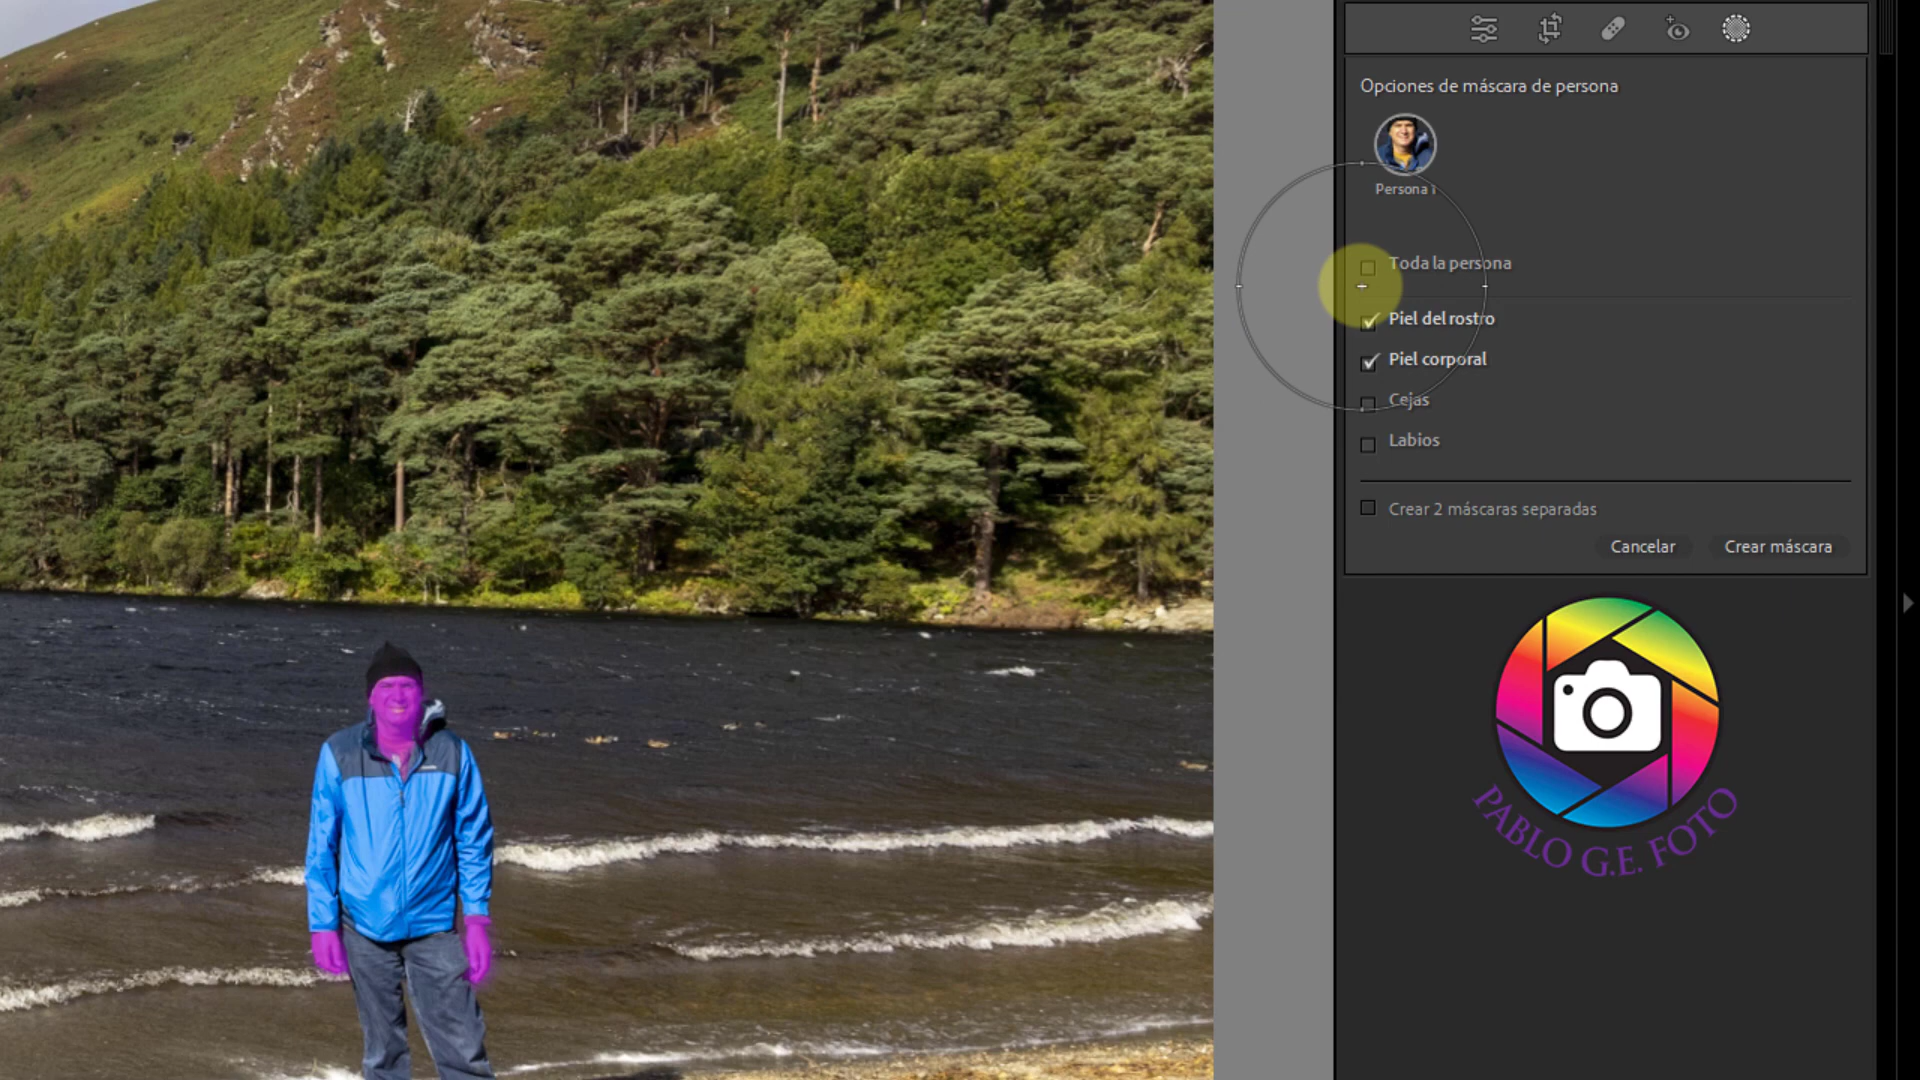 Opciones de máscara de persona
Persona 1
Toda la persona
Piel del rostro
Piel corporal
Cejas
Labios
Crear 2 máscaras separadas
Cancelar
Crear máscara
PABLO G.E. FOTO